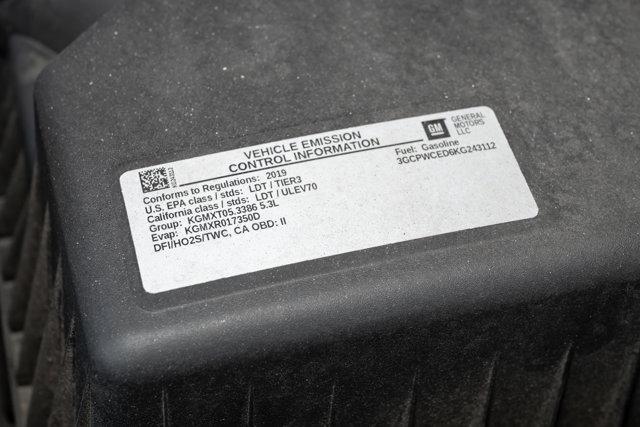 VEHICLE EMISSION
CONTROL INFORMATION
GM
GENERAL
MOTORS
LLC
Conforms to Regulations: 2019
U.S. EPA class / stds: LDT / TIER3
California class / stds: LDT / ULEV70
Group: KGMXT05.3386 5.3L
Evap: KGMXR017350D
DFI/HO2S/TWC, CA OBD: II
Fuel: Gasoline
3GCPWCED6KG243112